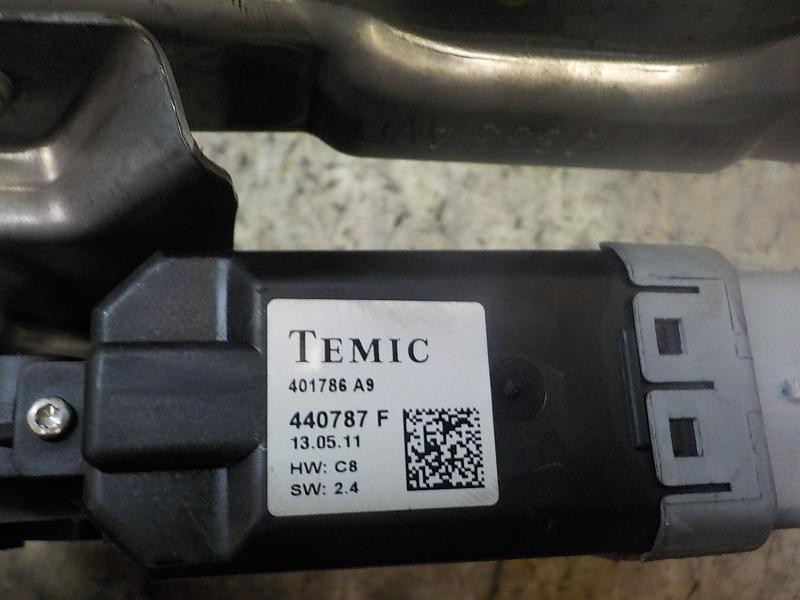 TEMIC
401786 A9
440787 F
13.05.11
HW: C8
SW: 2.4